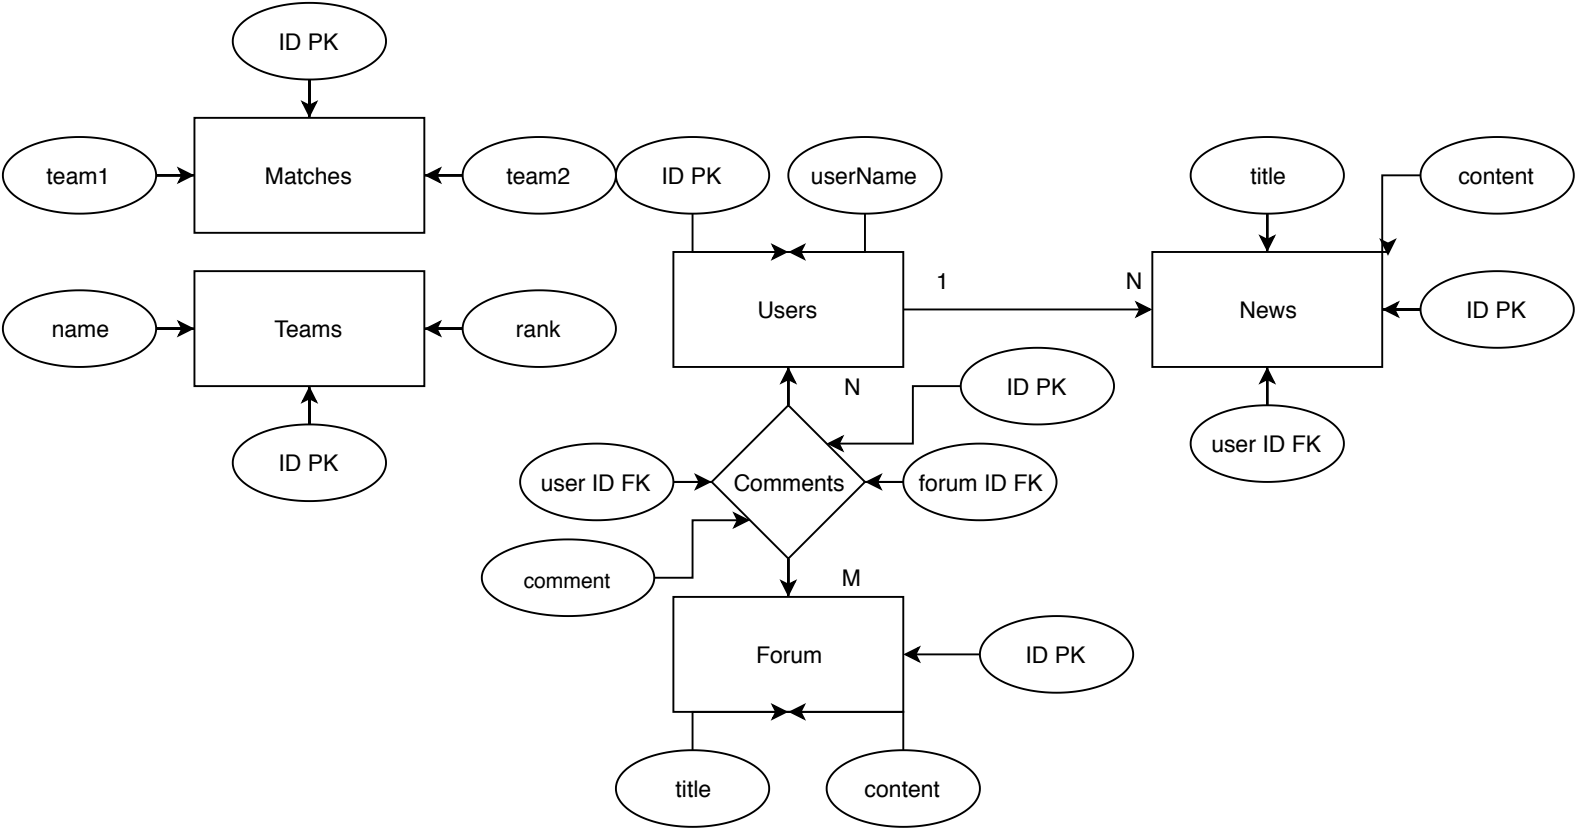 ID PK
team1
Matches
team2
ID PK
userName
title
content
name
Teams
rank
Users
1
N
News
ID PK
ID PK
N
ID PK
user ID FK
user ID FK
Comments
forum ID FK
comment
M
Forum
ID PK
title
content